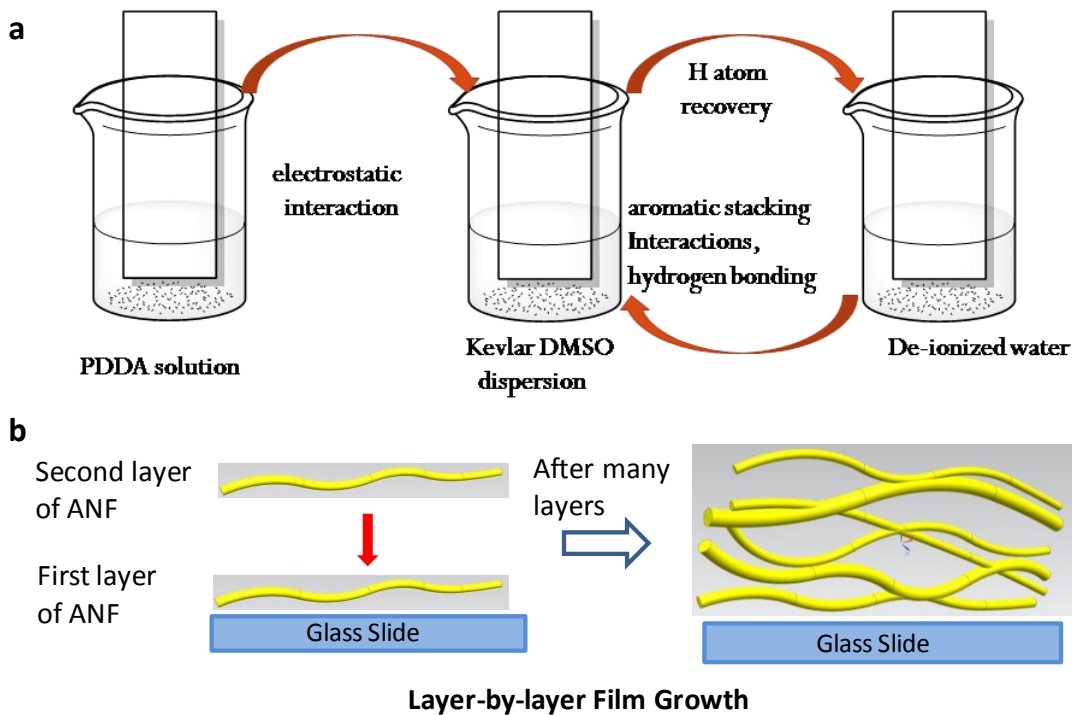 a
H atom
recovery
electrostatic
interaction
aromatic stacking
Interactions,
hydrogen bonding
PDDA solution
Kevlar DMSO
dispersion
De-ionized water
b
Second layer
of ANF
After many
layers
First layer
of ANF
Glass Slide
Glass Slide
Layer-by-layer Film Growth